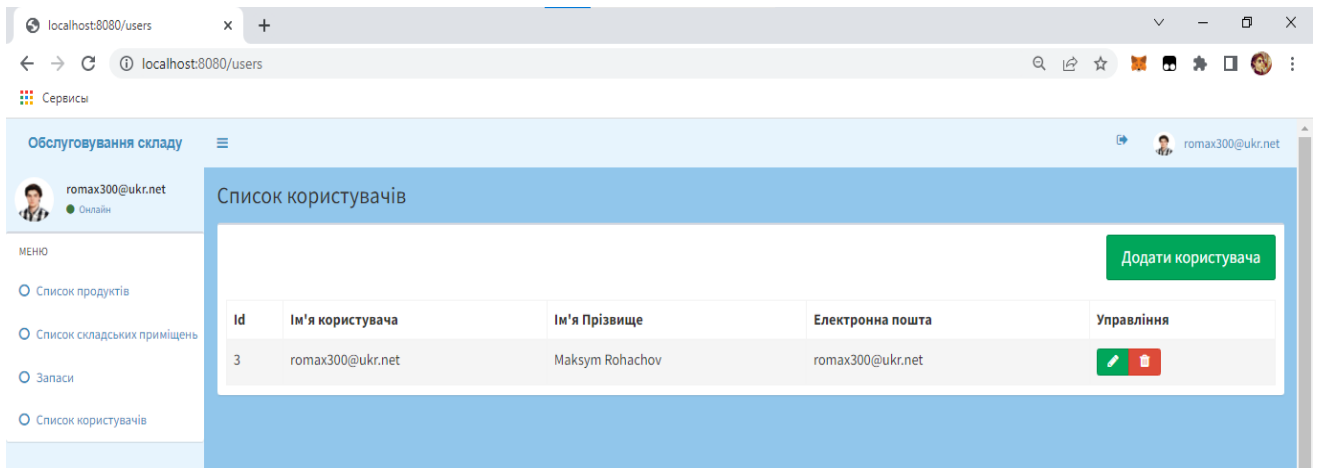 localhost:8080/users
localhost:8080/users
Сервисы
Обслуговування складу
romax300@ukr.net
romax300@ukr.net
Онлайн
Список користувачів
МЕНЮ
Додати користувача
Список продуктів
Список складських приміщень
Запаси
Список користувачів
Id Ім'я користувача Ім'я Прізвище Електронна пошта Управління
3 romax300@ukr.net Maksym Rohachov romax300@ukr.net